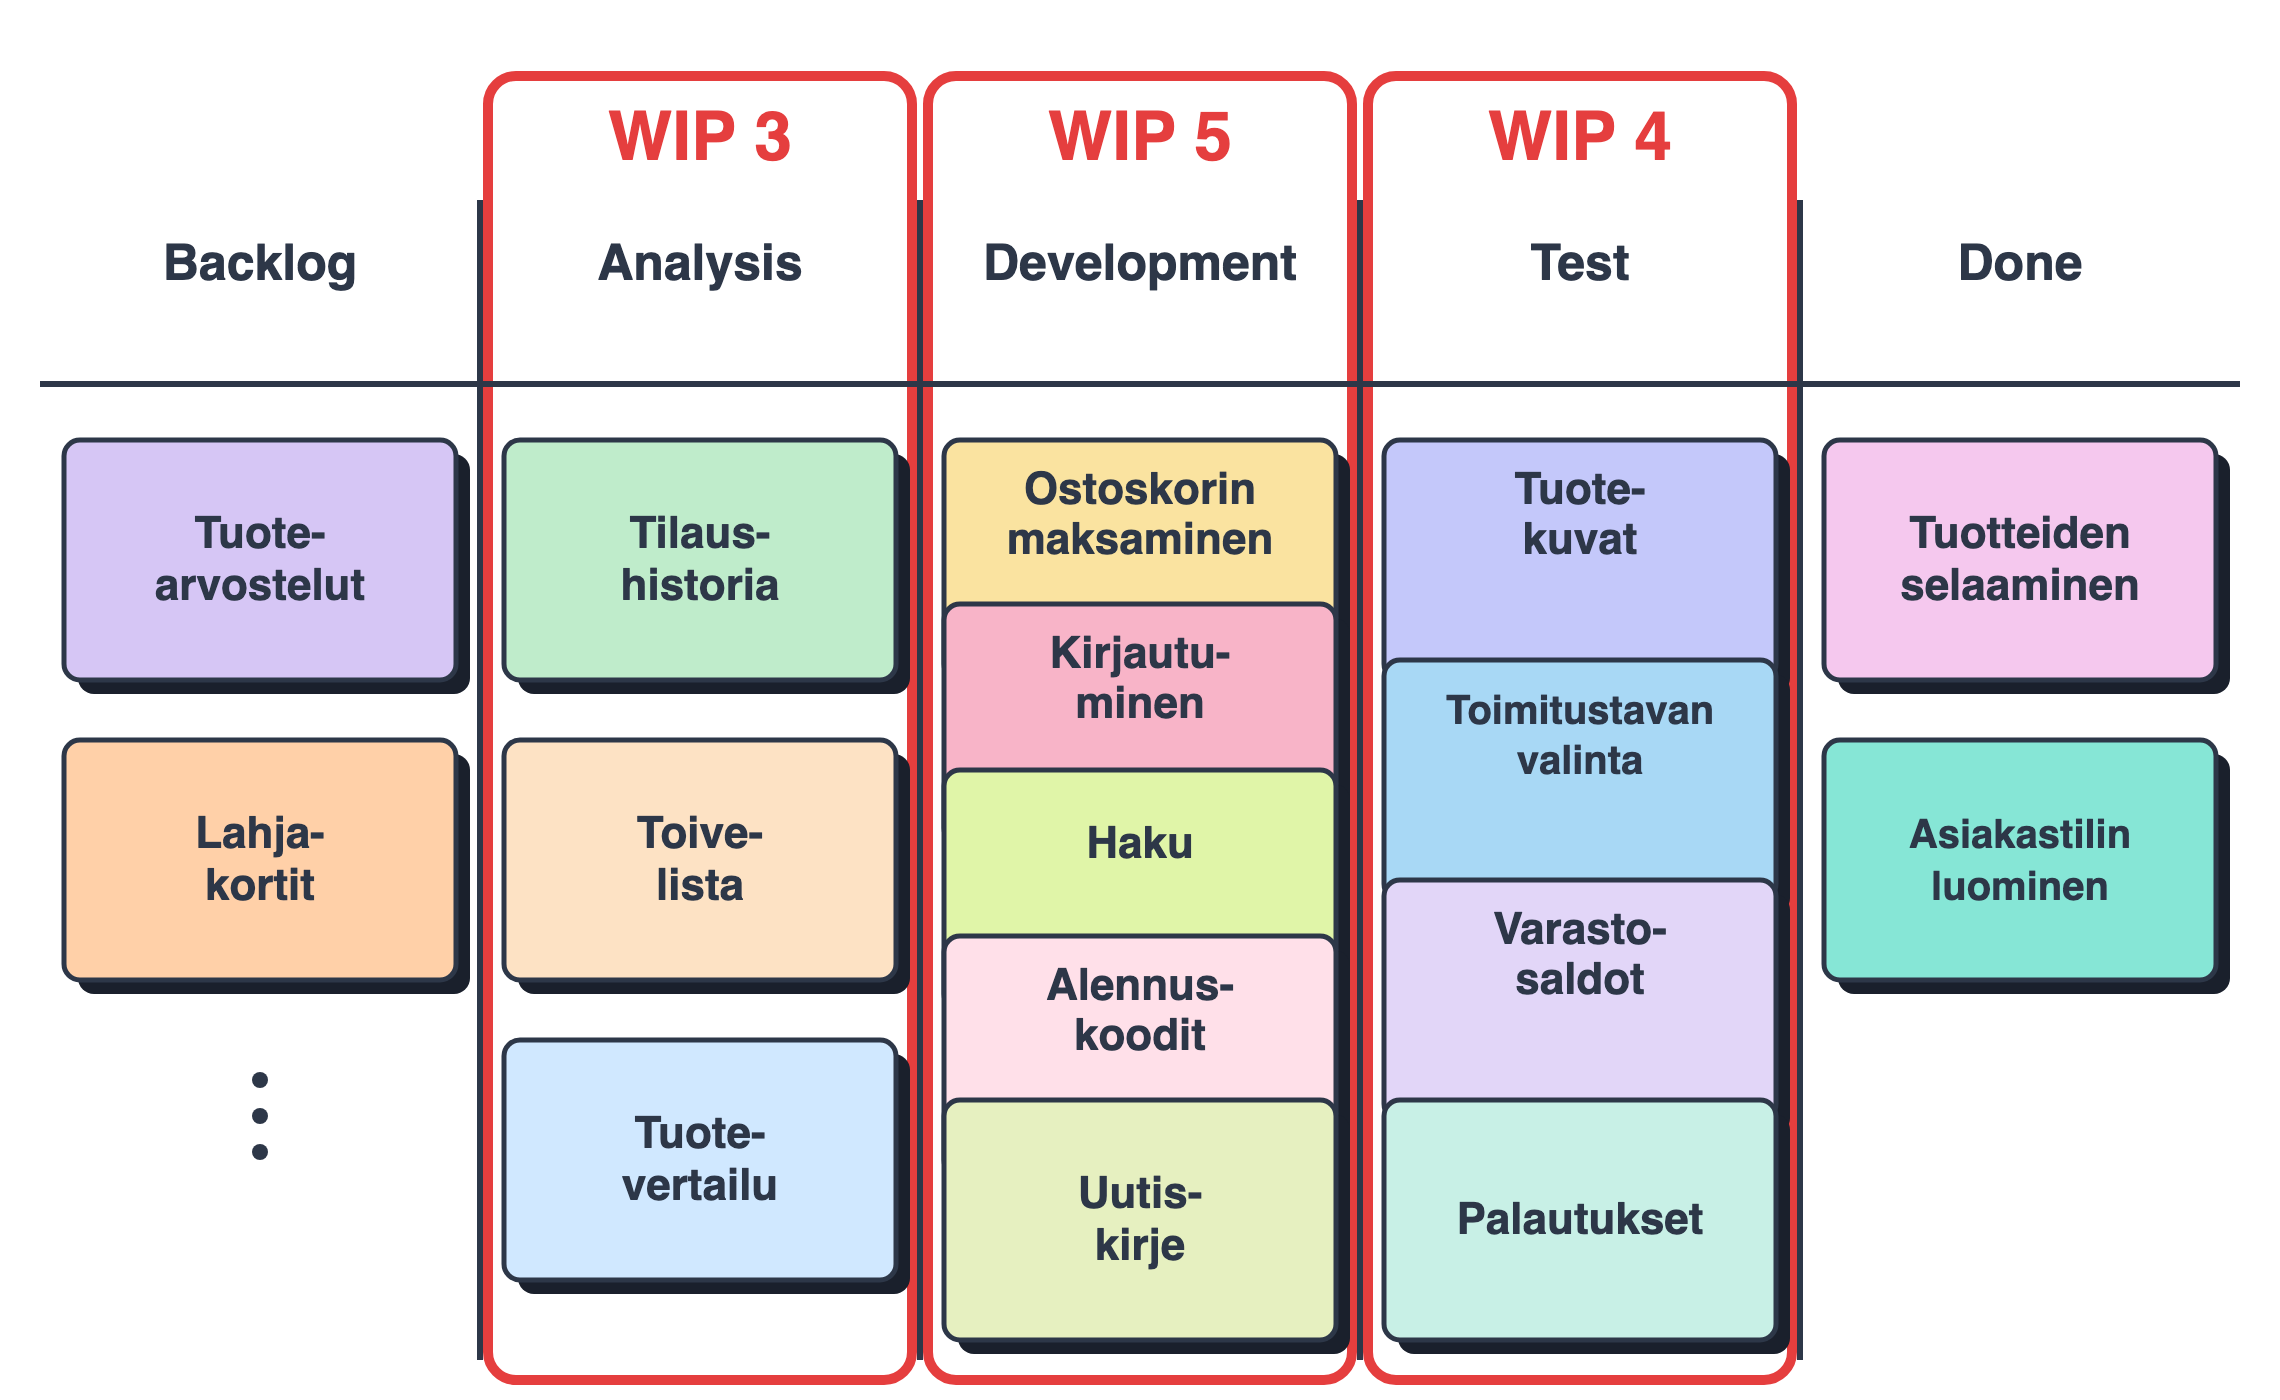 WIP 3
WIP 5
WIP 4
Backlog
Analysis
Development
Test
Done
Tuote-
arvostelut
Lahja-
kortit
Tilaus-
historia
Toive-
lista
Tuote-
vertailu
Ostoskorin
maksaminen
Kirjautu-
minen
Haku
Alennus-
koodit
Uutis-
kirje
Tuote-
kuvat
Toimitustavan
valinta
Varasto-
saldot
Palautukset
Tuotteiden
selaaminen
Asiakastilin
luominen